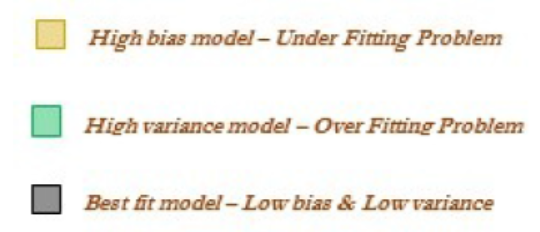 High bias model – Under Fitting Problem
High variance model – Over Fitting Problem
Best fit model – Low bias & Low variance